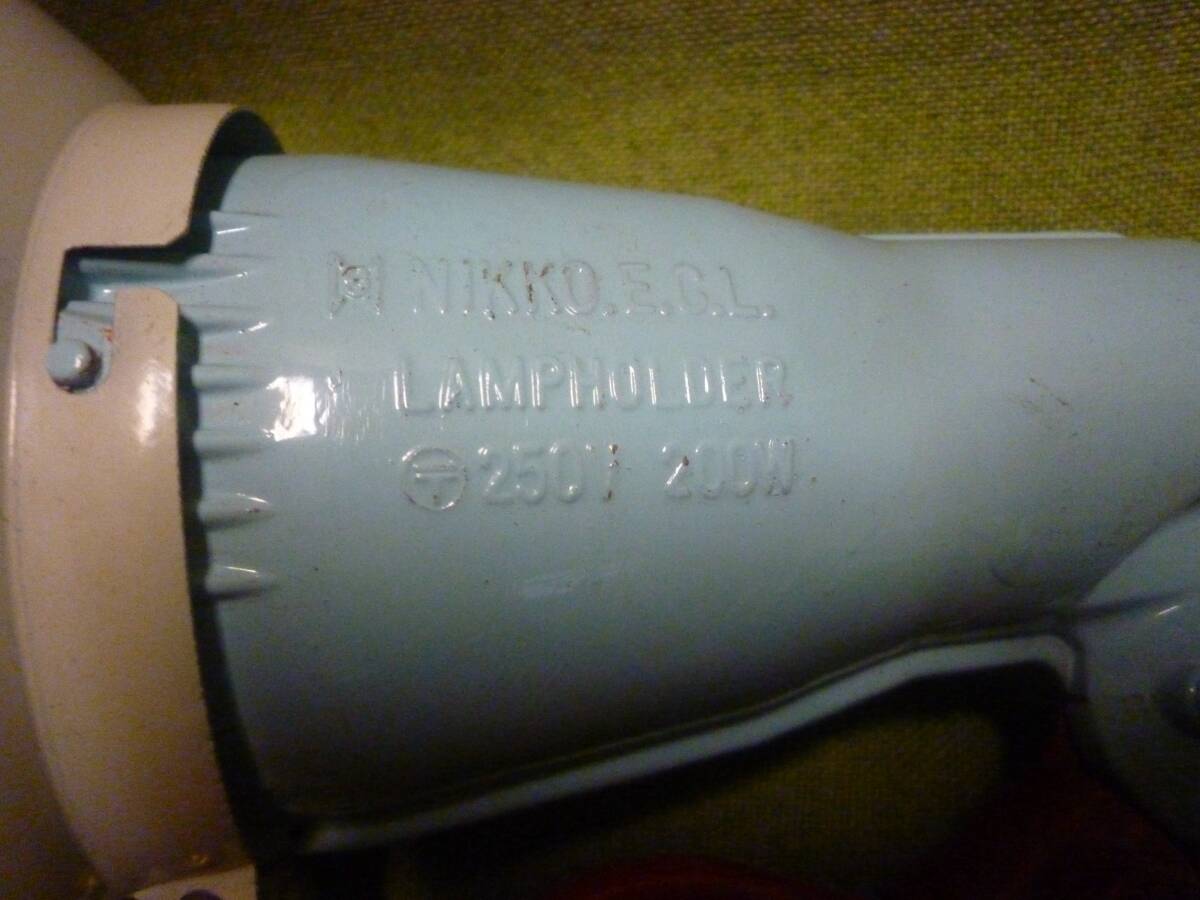 NIKKO.E.C.L.
LAMPHOLDER
250V 200W